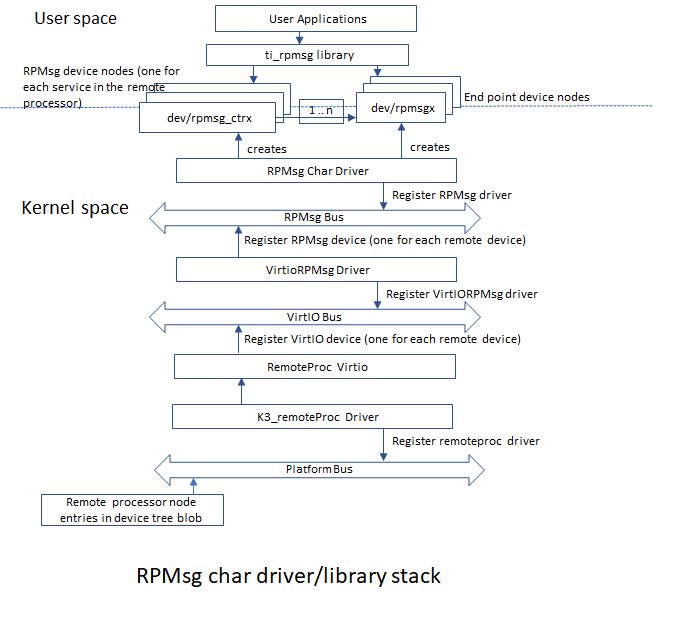 User space
User Applications
ti_rpmsg library
RPMsg device nodes (one for
each service in the remote
processor)
1 .. n
dev/rpmsg_ctrx
dev/rpmsgx
End point device nodes
creates
creates
RPMsg Char Driver
Register RPMsg driver
Kernel space
RPMsg Bus
Register RPMsg device (one for each remote device)
VirtioRPMsg Driver
Register VirtIORPMsg driver
VirtIO Bus
Register VirtIO device (one for each remote device)
RemoteProc Virtio
K3_remoteProc Driver
Register remoteproc driver
Platform Bus
Remote processor node
entries in device tree blob
RPMsg char driver/library stack